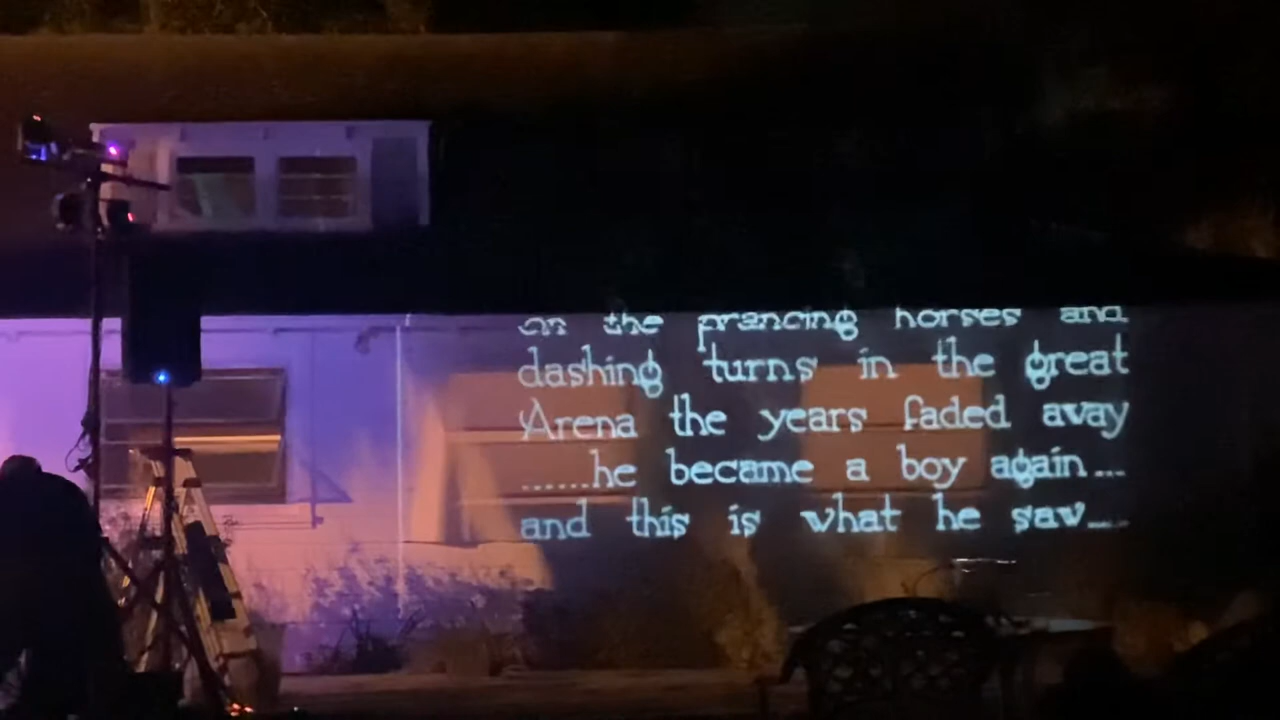 the prancing horses and
dashing turns in the great
Arena the years faded away
......he became a boy again...
and this is what he saw....